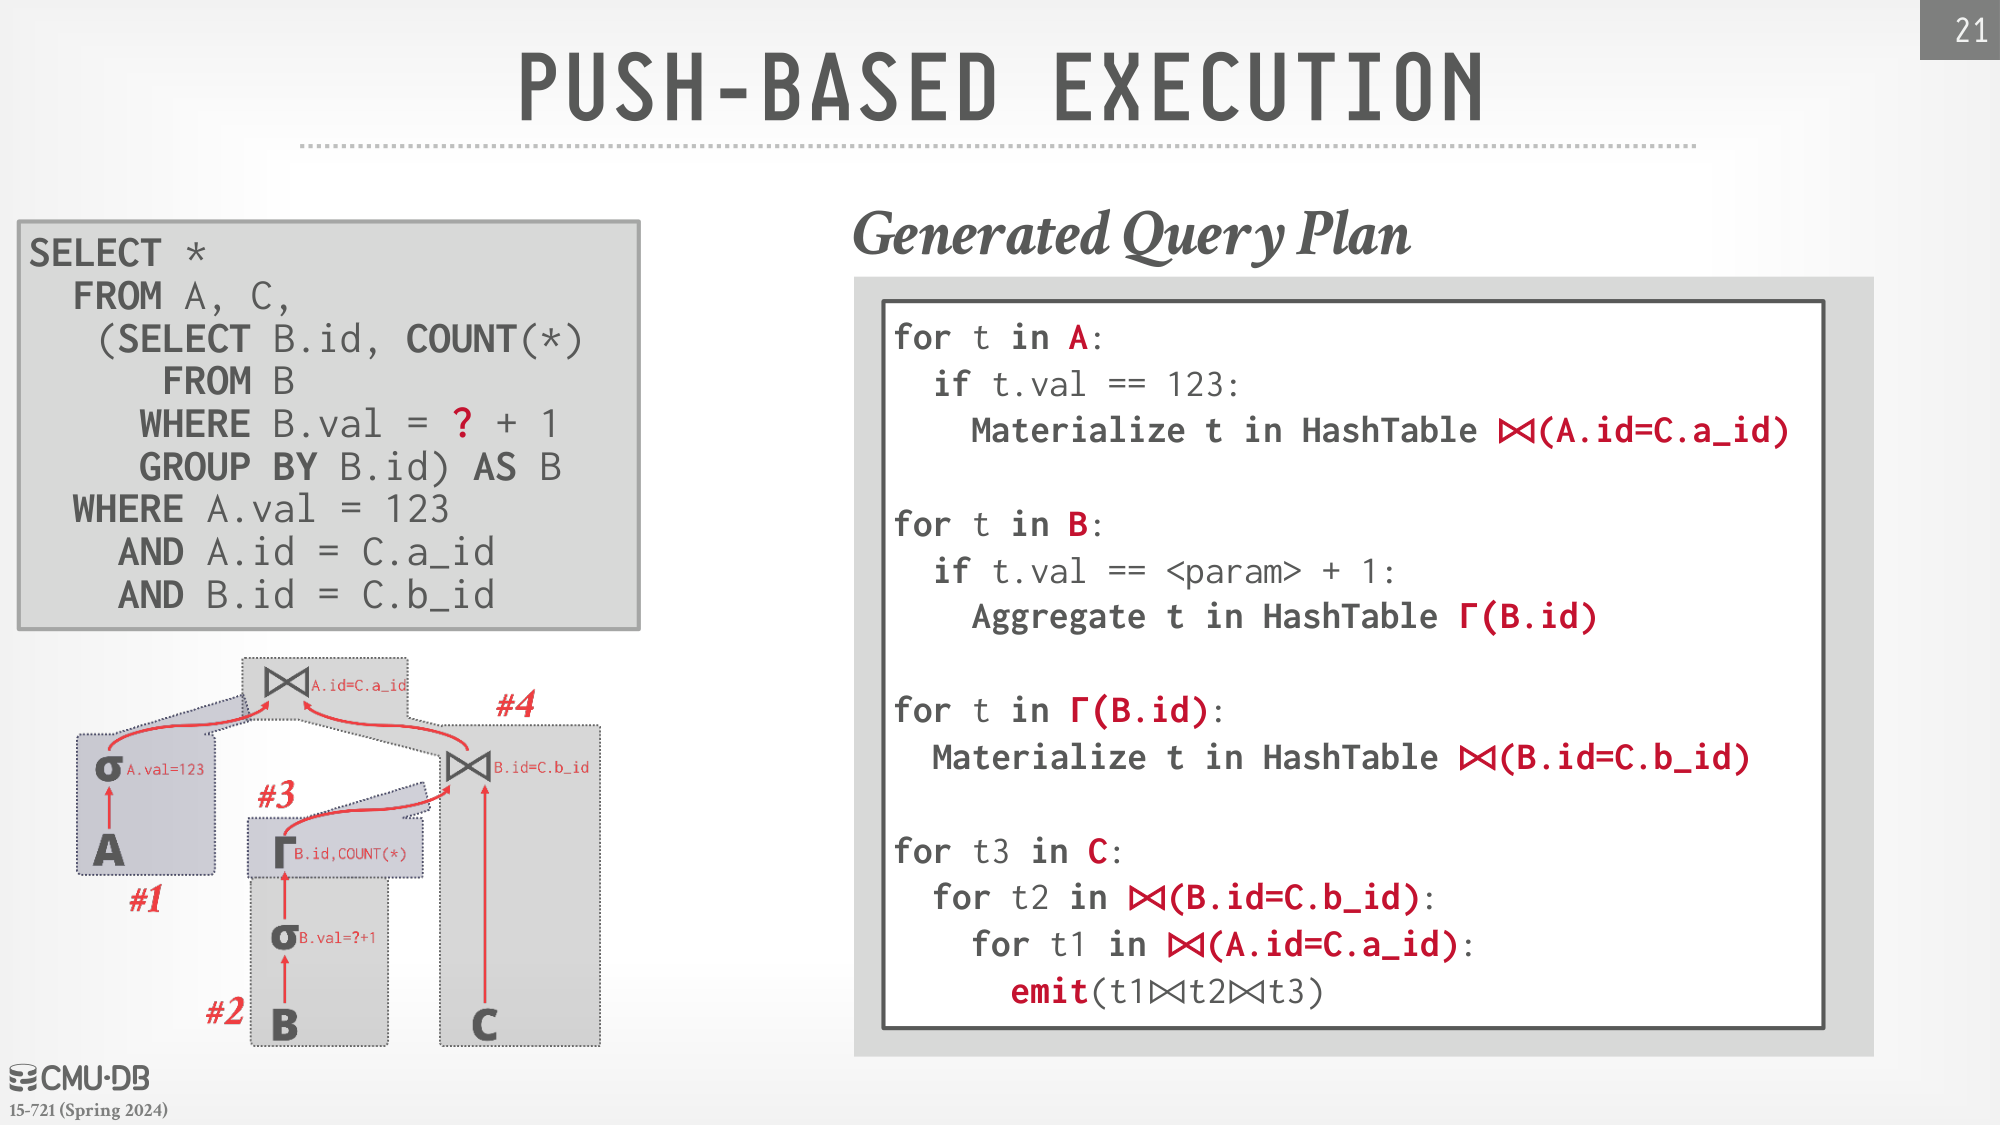 21
PUSH-BASED EXECUTION
SELECT *
FROM A, C,
(SELECT B.id, COUNT(*)
FROM B
WHERE B.val = ? + 1
GROUP BY B.id) AS B
WHERE A.val = 123
AND A.id = C.a_id
AND B.id = C.b_id
⋈A.id=C.a_id
#4
σA.val=123
⋈B.id=C.b_id
#3
A
ΓB.id,COUNT(*)
#1
σB.val=?+1
#2
B
C
Generated Query Plan
for t in A:
if t.val == 123:
Materialize t in HashTable ⋈(A.id=C.a_id)
for t in B:
if t.val == <param> + 1:
Aggregate t in HashTable Γ(B.id)
for t in Γ(B.id):
Materialize t in HashTable ⋈(B.id=C.b_id)
for t3 in C:
for t2 in ⋈(B.id=C.b_id):
for t1 in ⋈(A.id=C.a_id):
emit(t1⋈t2⋈t3)
CMU·DB
15-721 (Spring 2024)